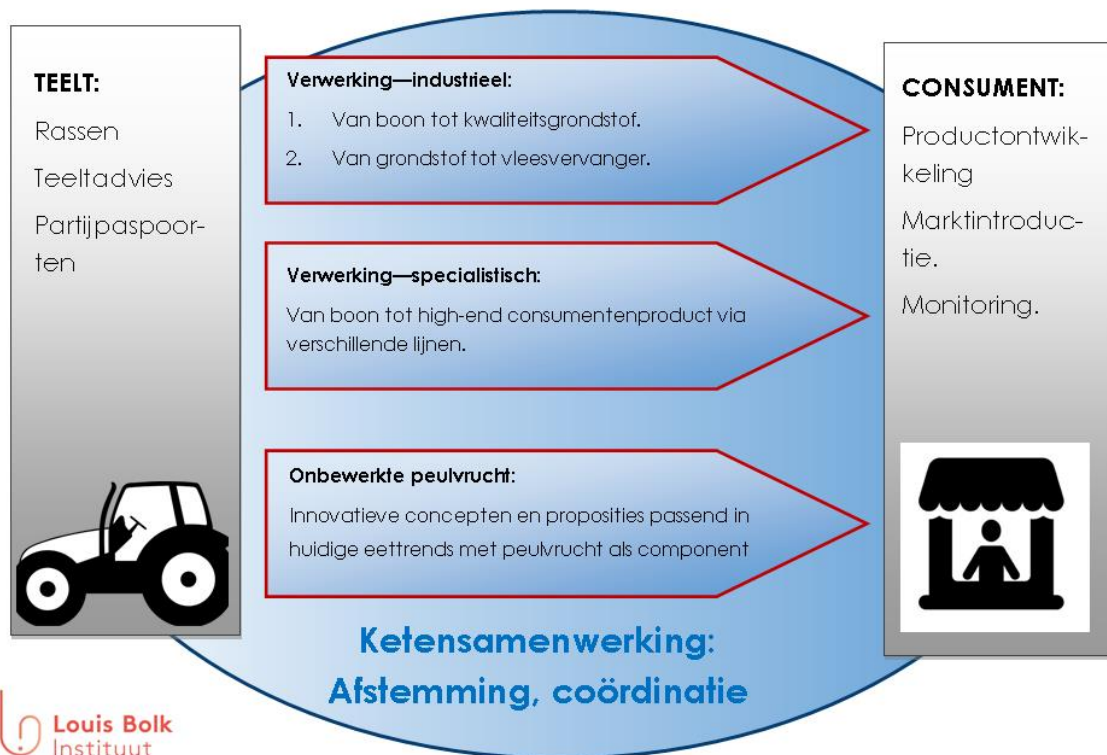 TEELT:
Rassen
Teeltadvies
Partijpaspoor-
ten
Verwerking—industrieel:
1. Van boon tot kwaliteitsgrondstof.
2. Van grondstof tot vleesvervanger.
Verwerking—specialistisch:
Van boon tot high-end consumentenproduct via
verschillende lijnen.
Onbewerkte peulvrucht:
Innovatieve concepten en proposities passend in
huidige eettrends met peulvrucht als component
Ketensamenwerking:
Afstemming, coördinatie
CONSUMENT:
Productontwik-
keling
Marktintroduc-
tie.
Monitoring.
Louis Bolk
Instituut